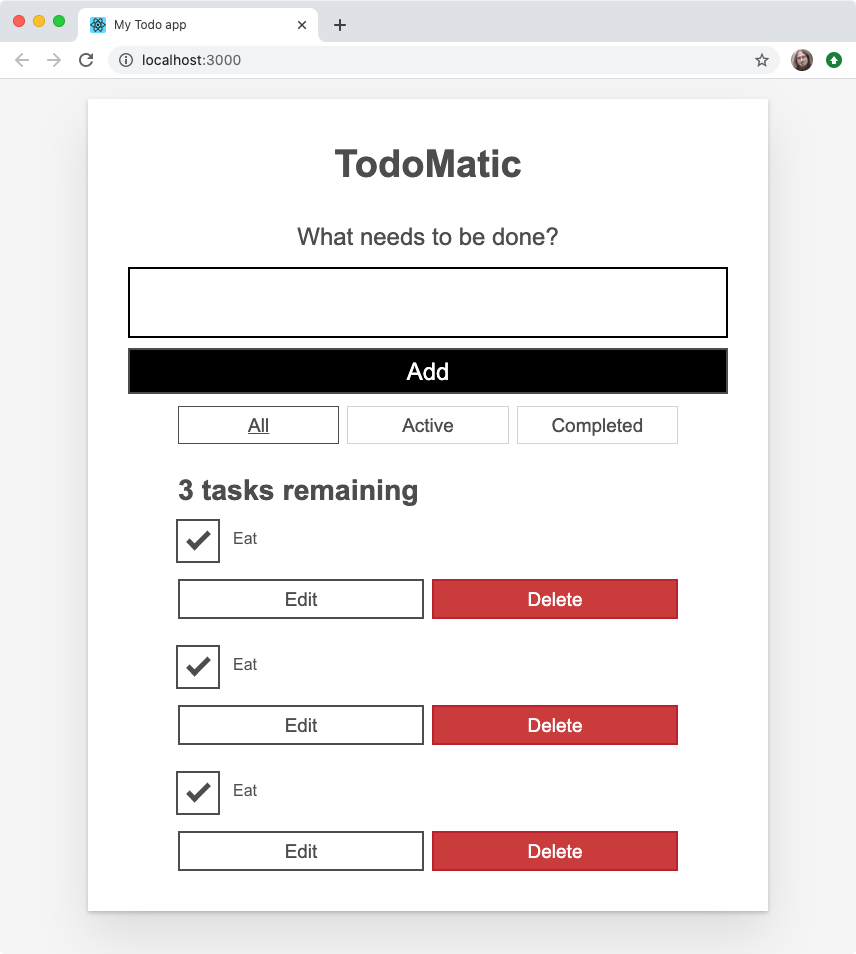 My Todo app
localhost:3000
TodoMatic
What needs to be done?
Add
All Active Completed
3 tasks remaining
Eat
Edit Delete
Eat
Edit Delete
Eat
Edit Delete